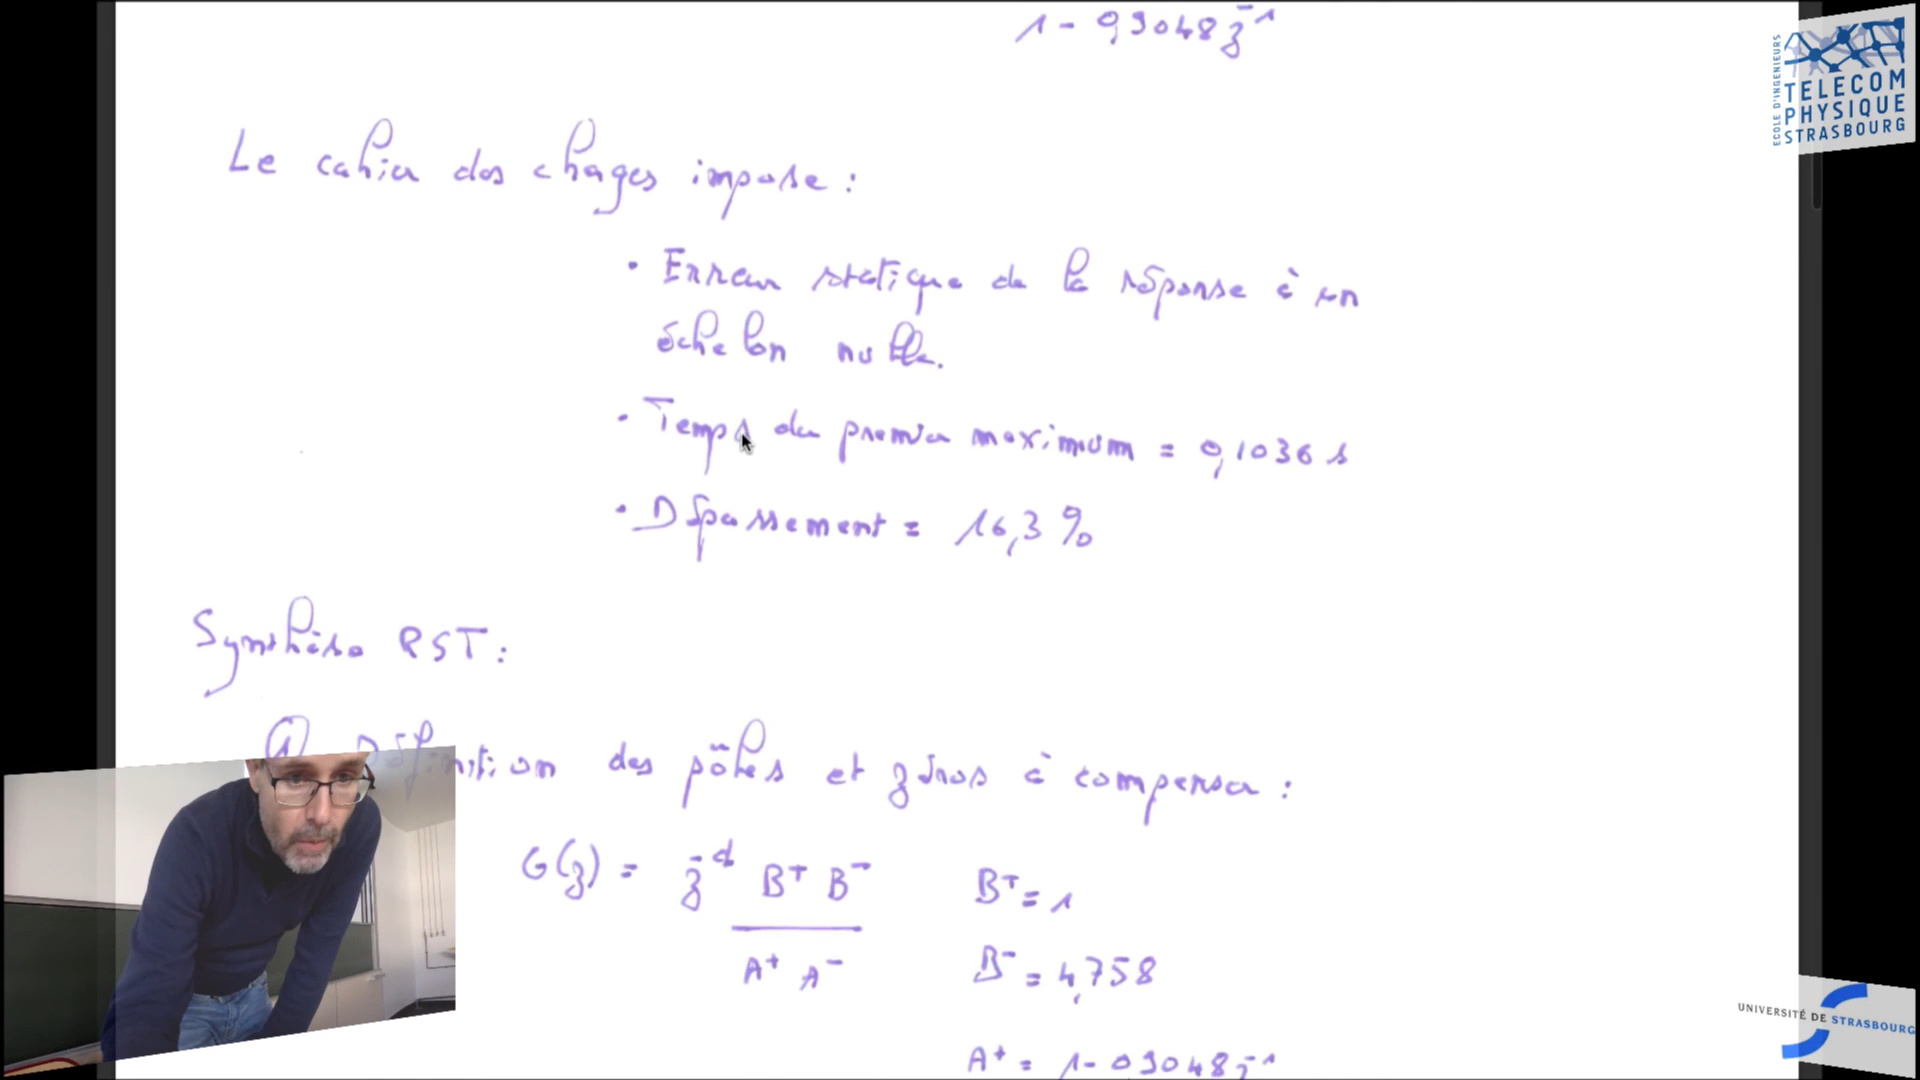 1 - 0,9048 z⁻¹
Le cahier des charges impose :
• Erreur statique de la réponse à un
échelon nulle.
• Temps du premier maximum = 0,1036 s
• Dépassement = 16,3 %
Synthèse RST :
① Définition des pôles et zéros à compenser :
G(z) = z⁻ᵈ B⁺ B⁻ B⁺ = 1
A⁺ A⁻ B⁻ = 4,758
A⁺ = 1 - 0,9048 z⁻¹
ECOLE D'INGENIEURS
TELECOM
PHYSIQUE
STRASBOURG
UNIVERSITÉ DE STRASBOURG